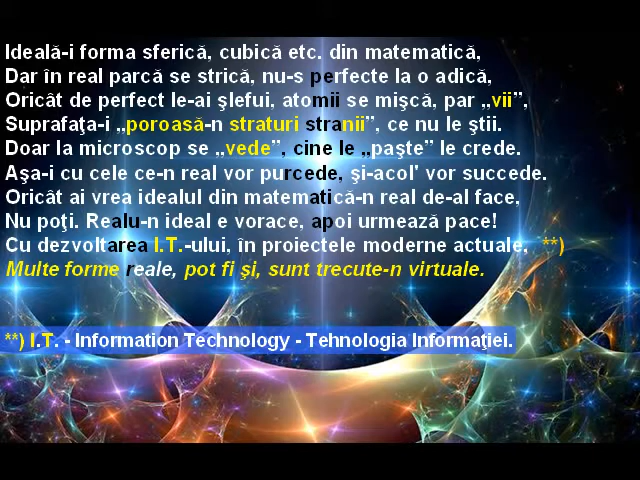 Ideală-i forma sferică, cubică etc. din matematică,
Dar în real parcă se strică, nu-s perfecte la o adică,
Oricât de perfect le-ai şlefui, atomii se mişcă, par „vii”,
Suprafaţa-i „poroasă-n straturi stranii”, ce nu le ştii.
Doar la microscop se „vede”, cine le „paşte” le crede.
Aşa-i cu cele ce-n real vor purcede, şi-acol' vor succede.
Oricât ai vrea idealul din matematică-n real de-al face,
Nu poţi. Realu-n ideal e vorace, apoi urmează pace!
Cu dezvoltarea I.T.-ului, în proiectele moderne actuale, **)
Multe forme reale, pot fi şi, sunt trecute-n virtuale.
**) I.T. - Information Technology - Tehnologia Informaţiei.